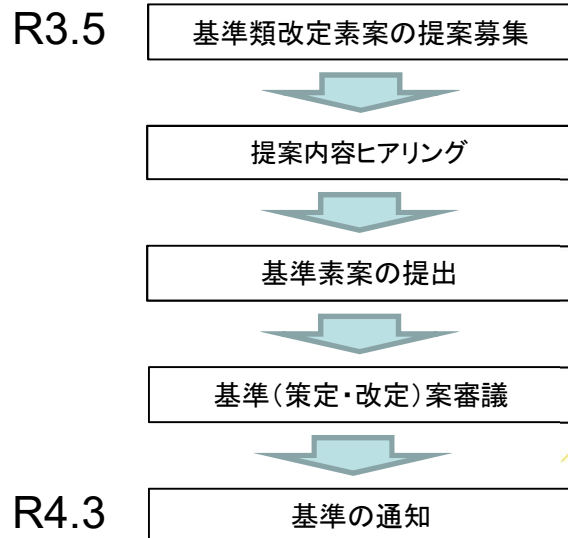 R3.5
基準類改定素案の提案募集
提案内容ヒアリング
基準素案の提出
基準(策定・改定)案審議
R4.3
基準の通知